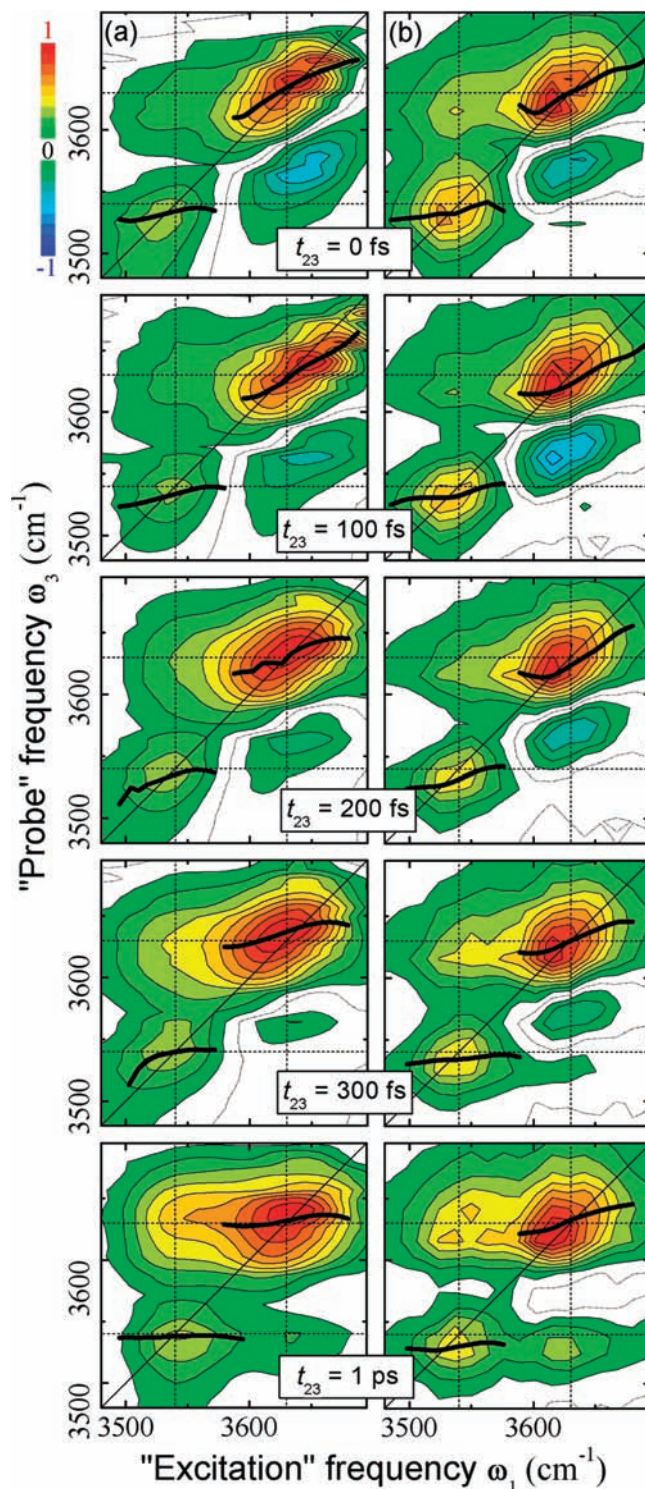 1
0
-1
(a)
(b)
3600
3500
t₂₃ = 0 fs
3600
3500
t₂₃ = 100 fs
3600
3500
t₂₃ = 200 fs
3600
3500
t₂₃ = 300 fs
3600
3500
t₂₃ = 1 ps
"Probe" frequency ω₃ (cm⁻¹)
3500 3600 3500 3600
"Excitation" frequency ω₁ (cm⁻¹)